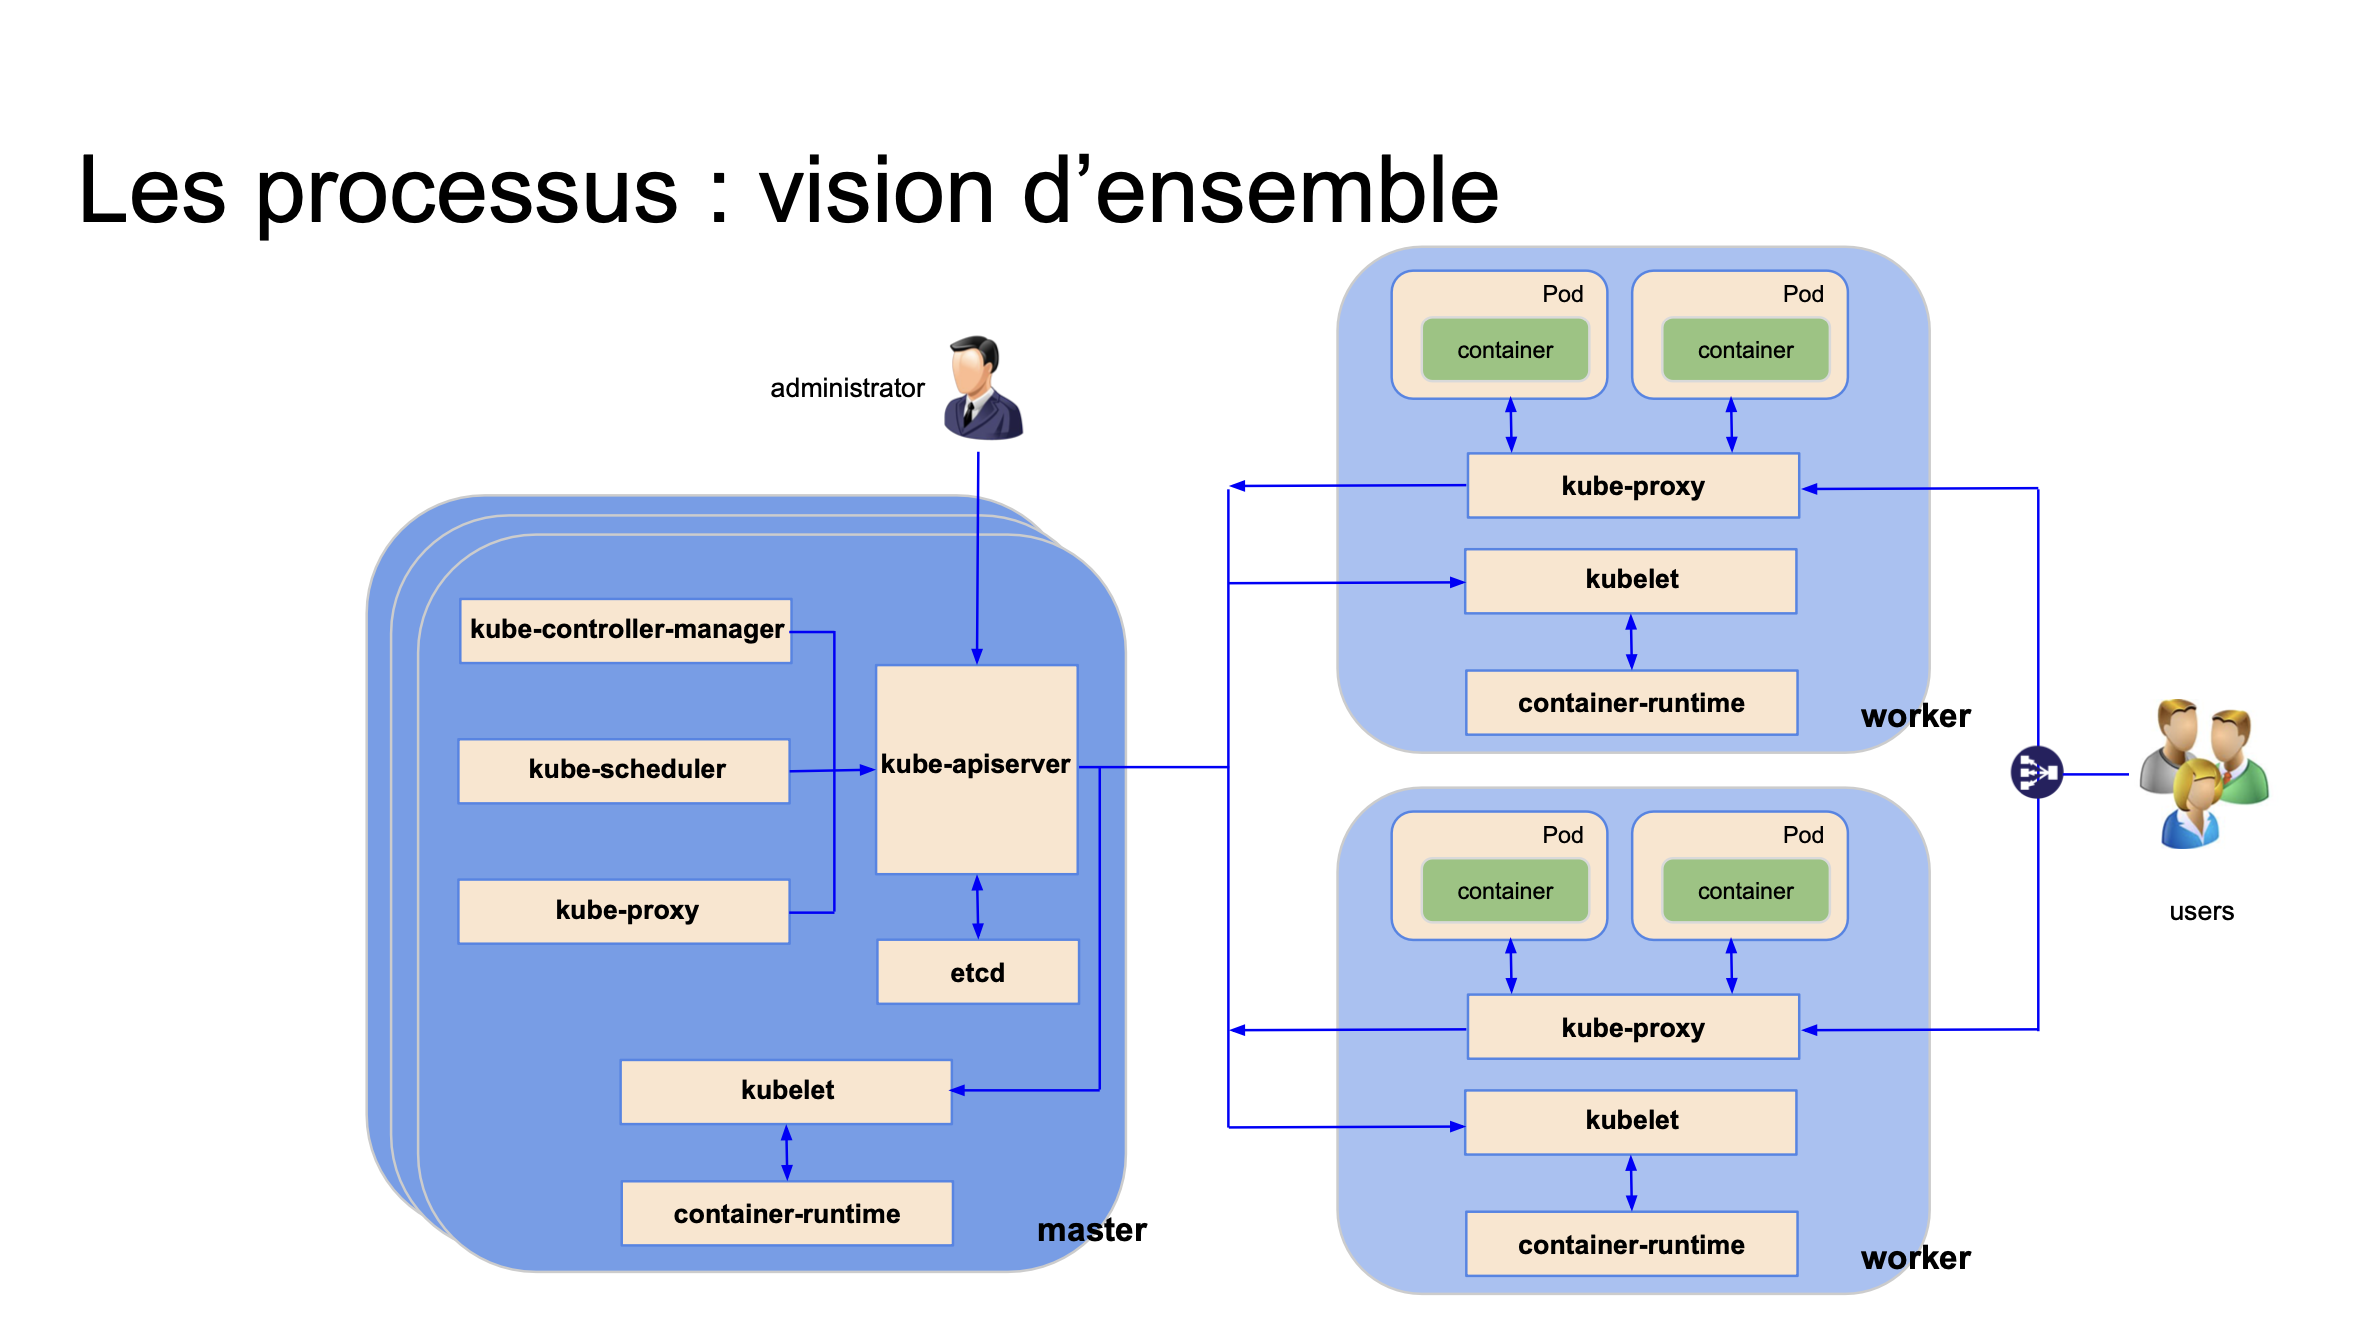 Les processus : vision d’ensemble
administrator
kube-controller-manager
kube-scheduler
kube-proxy
kube-apiserver
etcd
kubelet
container-runtime
master
Pod
container
Pod
container
kube-proxy
kubelet
container-runtime
worker
Pod
container
Pod
container
kube-proxy
kubelet
container-runtime
worker
users